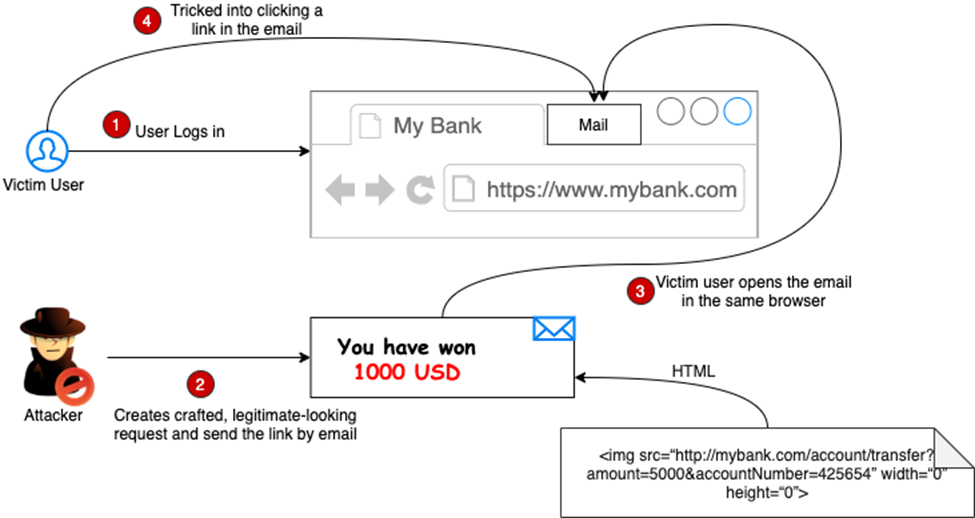 4
Tricked into clicking a
link in the email
1
User Logs in
Victim User
My Bank
Mail
https://www.mybank.com
3
Victim user opens the email
in the same browser
You have won
1000 USD
Attacker
2
Creates crafted, legitimate-looking
request and send the link by email
HTML
<img src=“http://mybank.com/account/transfer?
amount=5000&accountNumber=425654” width=“0”
height=“0”>